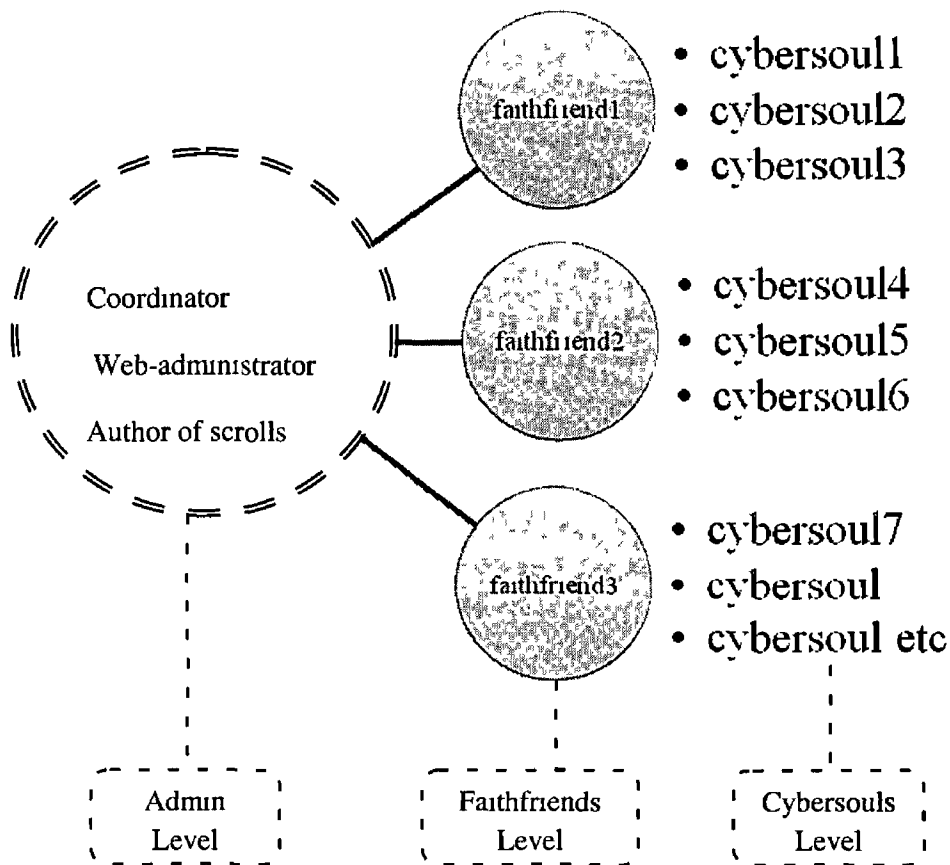 faithfriend1
• cybersoul1
• cybersoul2
• cybersoul3
Coordinator
Web-administrator
Author of scrolls
faithfriend2
• cybersoul4
• cybersoul5
• cybersoul6
faithfriend3
• cybersoul7
• cybersoul
• cybersoul etc
Admin
Level
Faithfriends
Level
Cybersouls
Level